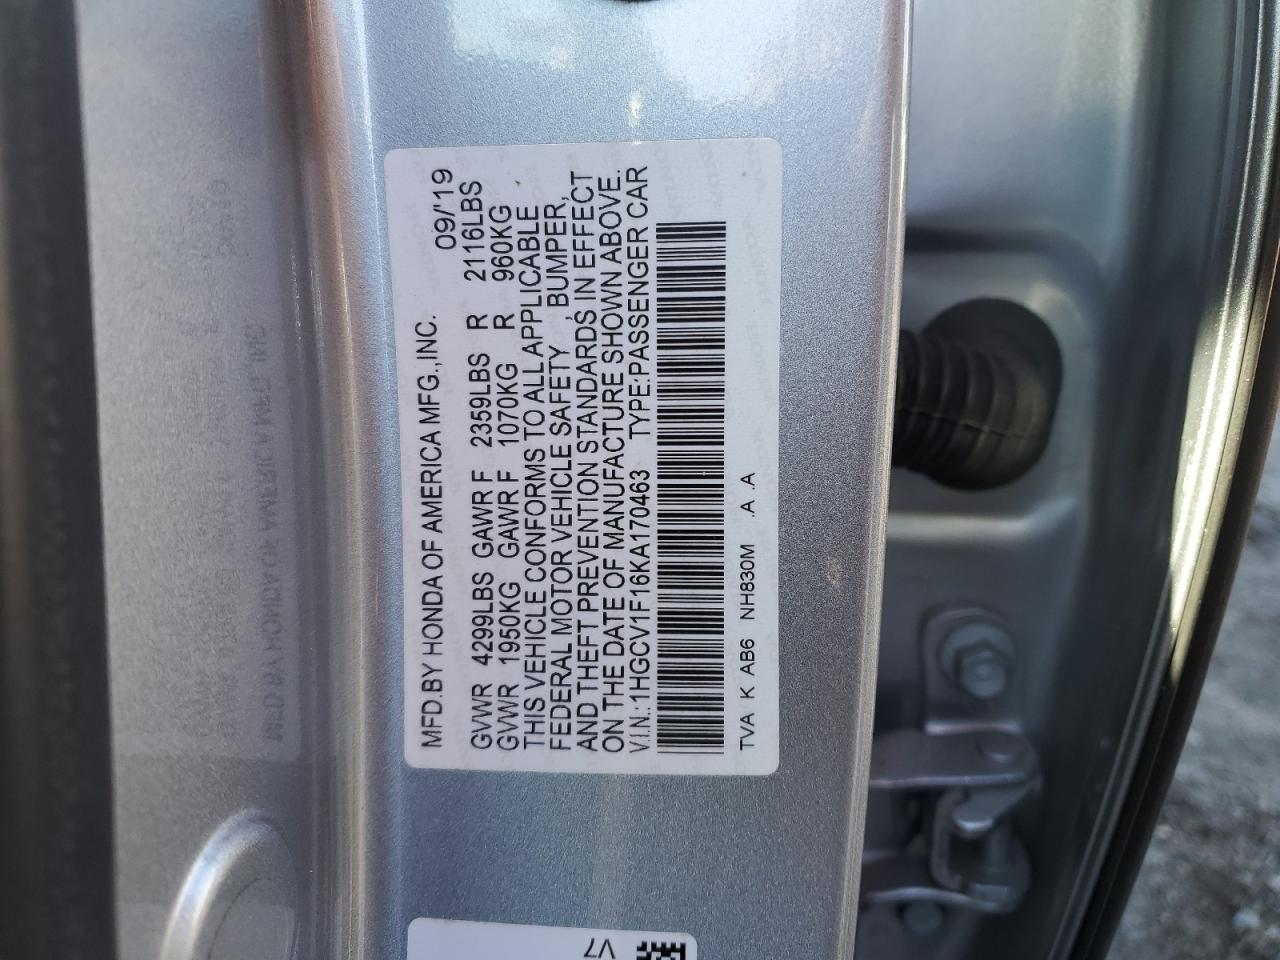 MFD.BY HONDA OF AMERICA MFG.,INC. 09/'19
GVWR 4299LBS GAWR F 2359LBS R 2116LBS
GVWR 1950KG GAWR F 1070KG R 960KG
THIS VEHICLE CONFORMS TO ALL APPLICABLE
FEDERAL MOTOR VEHICLE SAFETY , BUMPER,
AND THEFT PREVENTION STANDARDS IN EFFECT
ON THE DATE OF MANUFACTURE SHOWN ABOVE.
V.I.N.:1HGCV1F16KA170463 TYPE:PASSENGER CAR
TVA K AB6 NH830M .A .A
V7